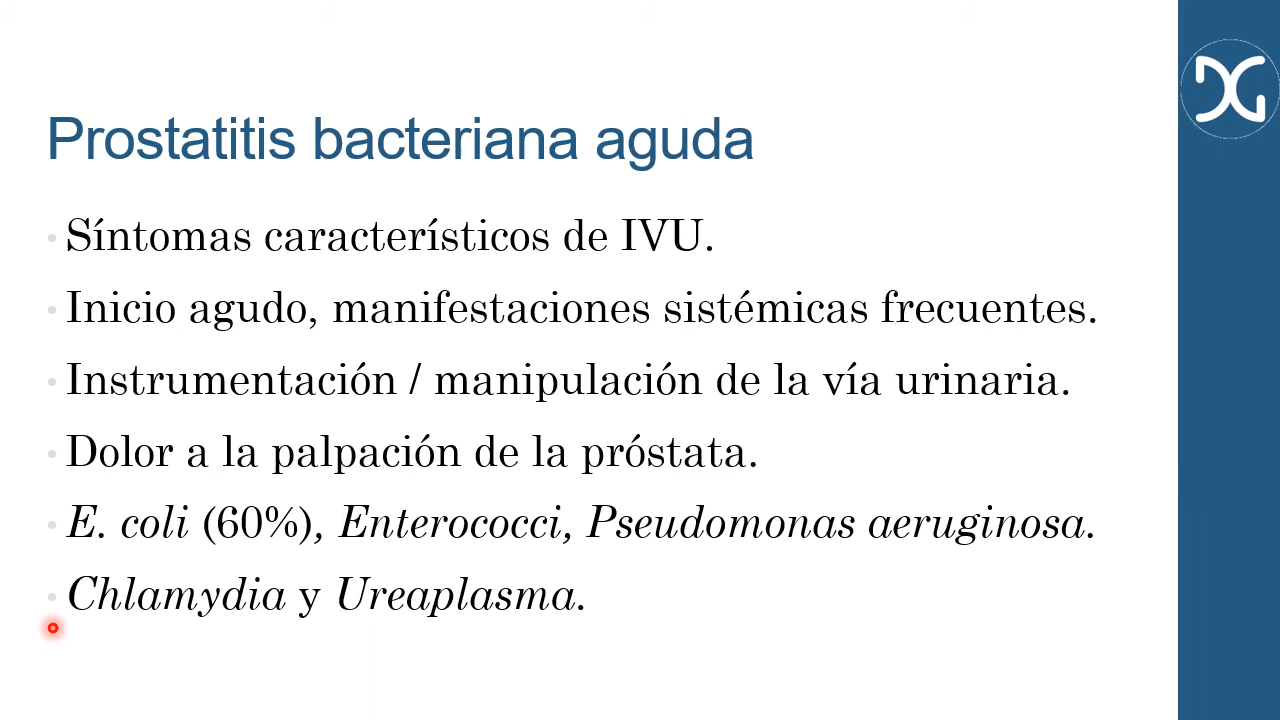 Prostatitis bacteriana aguda
• Síntomas característicos de IVU.
• Inicio agudo, manifestaciones sistémicas frecuentes.
• Instrumentación / manipulación de la vía urinaria.
• Dolor a la palpación de la próstata.
• E. coli (60%), Enterococci, Pseudomonas aeruginosa.
• Chlamydia y Ureaplasma.